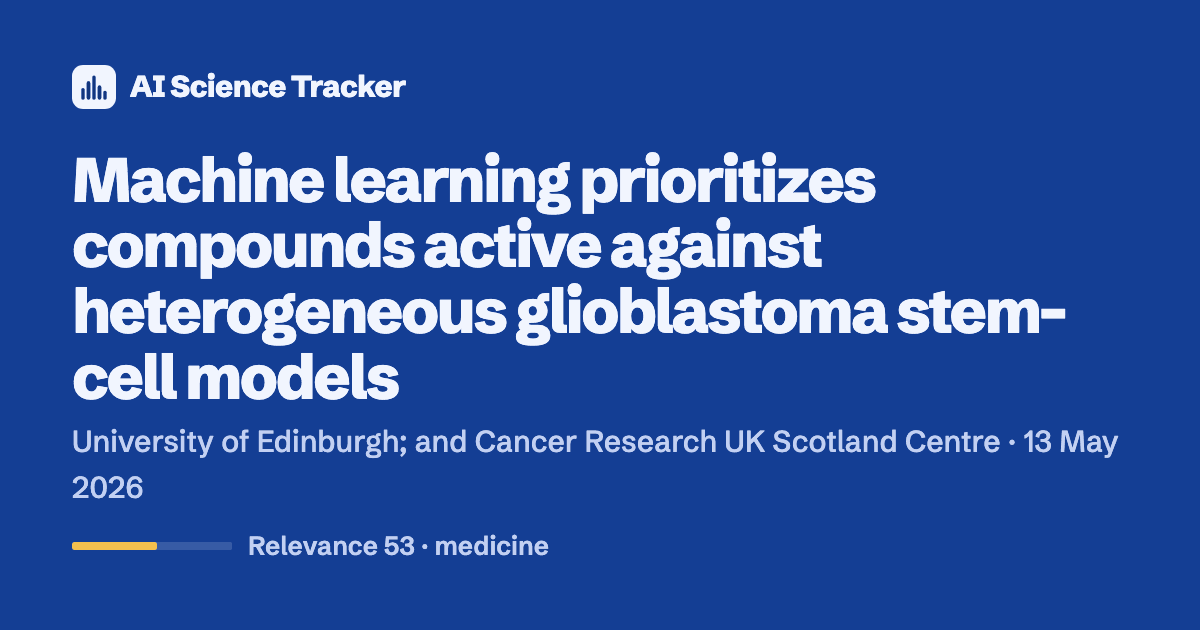 AI Science Tracker
Machine learning prioritizes
compounds active against
heterogeneous glioblastoma stem-
cell models
University of Edinburgh; and Cancer Research UK Scotland Centre · 13 May
2026
Relevance 53 · medicine